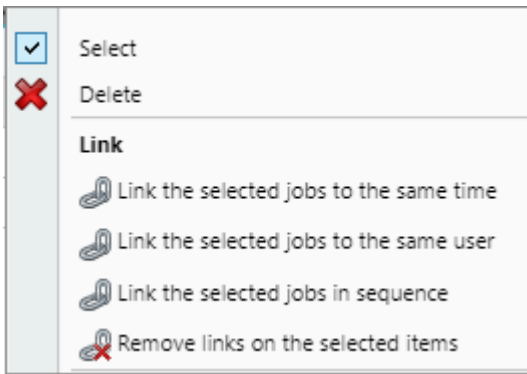 Select
Delete
Link
Link the selected jobs to the same time
Link the selected jobs to the same user
Link the selected jobs in sequence
Remove links on the selected items